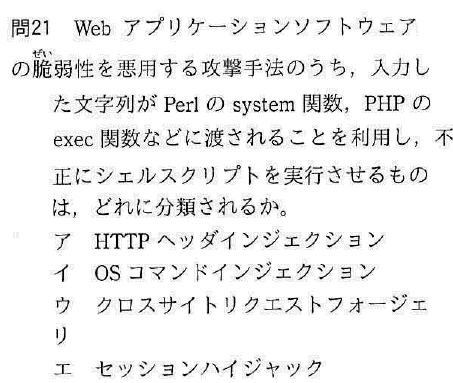 問21 Web アプリケーションソフトウェア
の脆弱性を悪用する攻撃手法のうち，入力し
た文字列が Perl の system 関数，PHP の
exec 関数などに渡されることを利用し，不
正にシェルスクリプトを実行させるもの
は，どれに分類されるか。
ア HTTP ヘッダインジェクション
イ OS コマンドインジェクション
ウ クロスサイトリクエストフォージェ
リ
エ セッションハイジャック